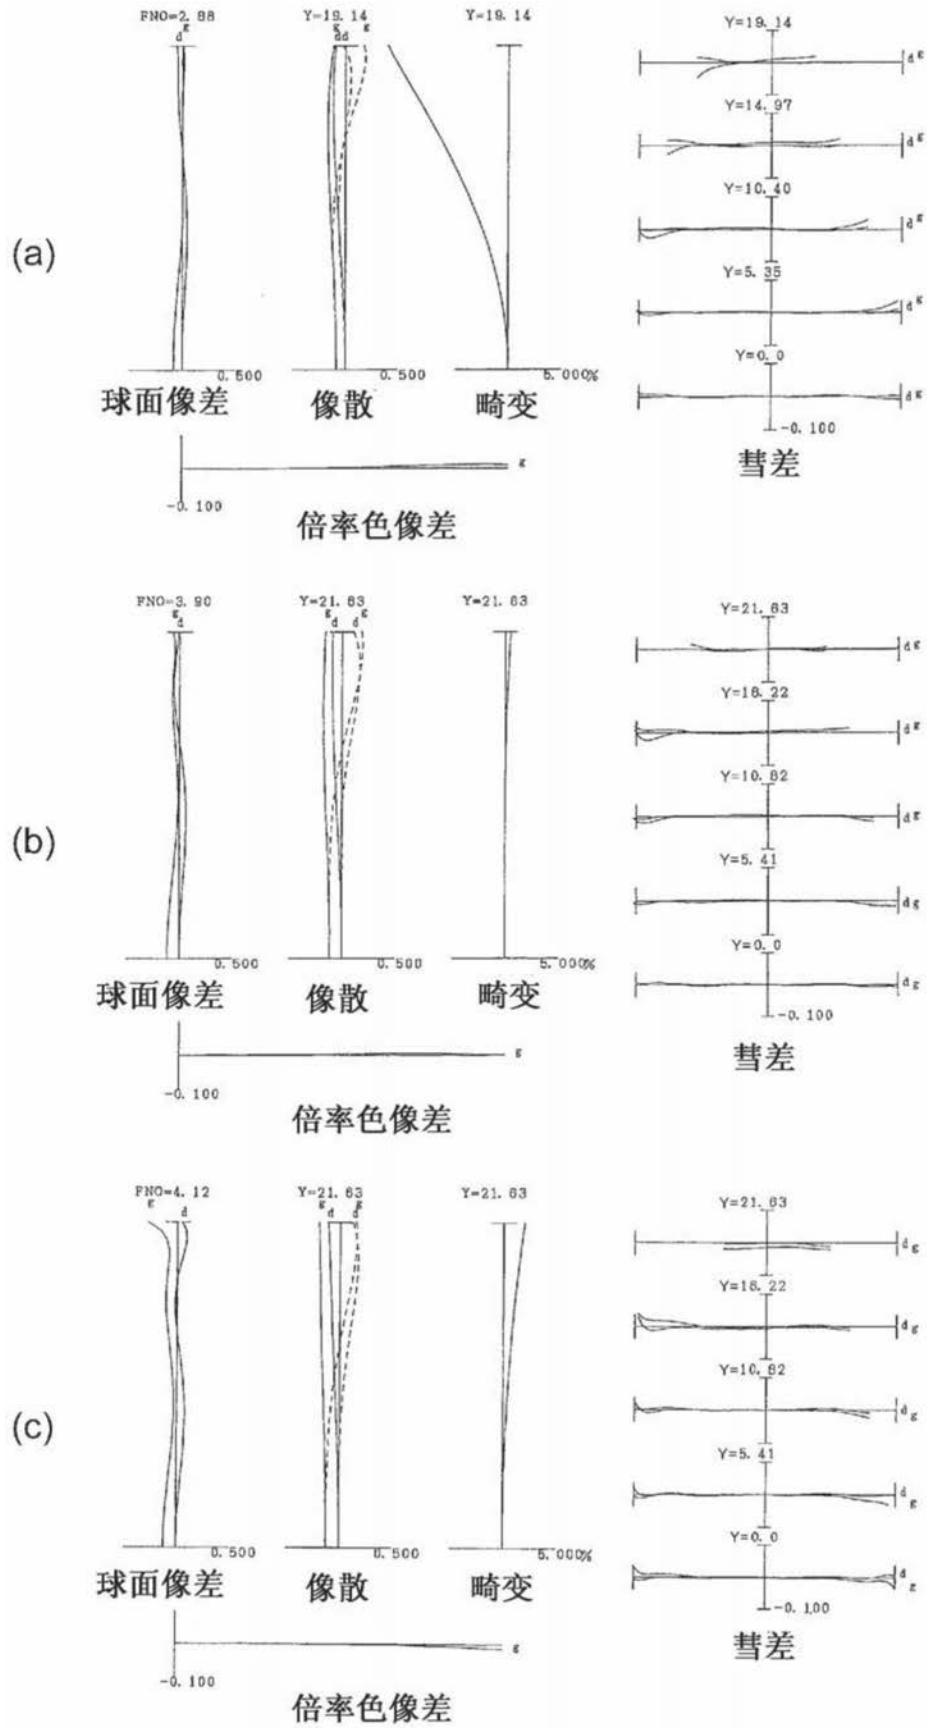 (a)
FNO=2.88
d g
0.500
球面像差
Y=19.14
g
d d
g
0.500
像散
Y=19.14
5.000%
畸变
Y=19.14
d g
Y=14.97
d g
Y=10.40
d g
Y=5.35
d g
Y=0.0
d g
-0.100
彗差
g
-0.100
倍率色像差
(b)
FNO=3.90
g
d
0.500
球面像差
Y=21.63
g d d g
0.500
像散
Y=21.63
5.000%
畸变
Y=21.63
d g
Y=18.22
d g
Y=10.82
d g
Y=5.41
d g
Y=0.0
d g
-0.100
彗差
g
-0.100
倍率色像差
(c)
FNO=4.12
g d
0.500
球面像差
Y=21.63
g d d g
0.500
像散
Y=21.63
5.000%
畸变
Y=21.63
d g
Y=18.22
d g
Y=10.82
d g
Y=5.41
d g
Y=0.0
d g
-0.100
彗差
g
-0.100
倍率色像差